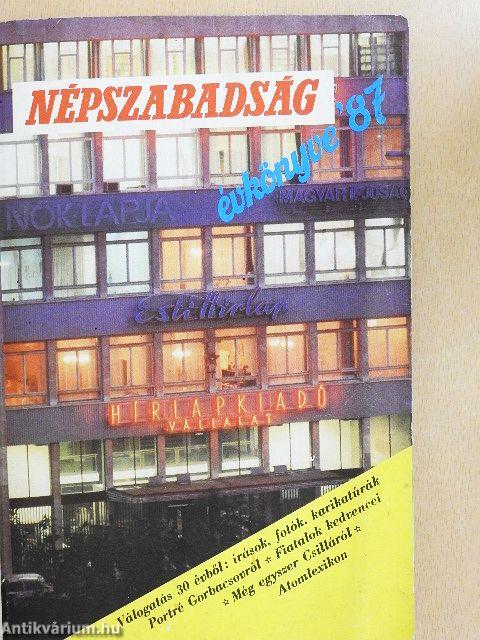 NÉPSZABADSÁG
évkönyve '87
NŐK LAPJA
MAGYAR IFJÚSÁG
Esti Hírlap
HÍRLAPKIADÓ
VÁLLALAT
Válogatás 30 évből: írások, fotók, karikatúrák
Portré Gorbacsovról * Fiatalok kedvencei
* Még egyszer Csilláról *
Atomlexikon
Antikvárium.hu